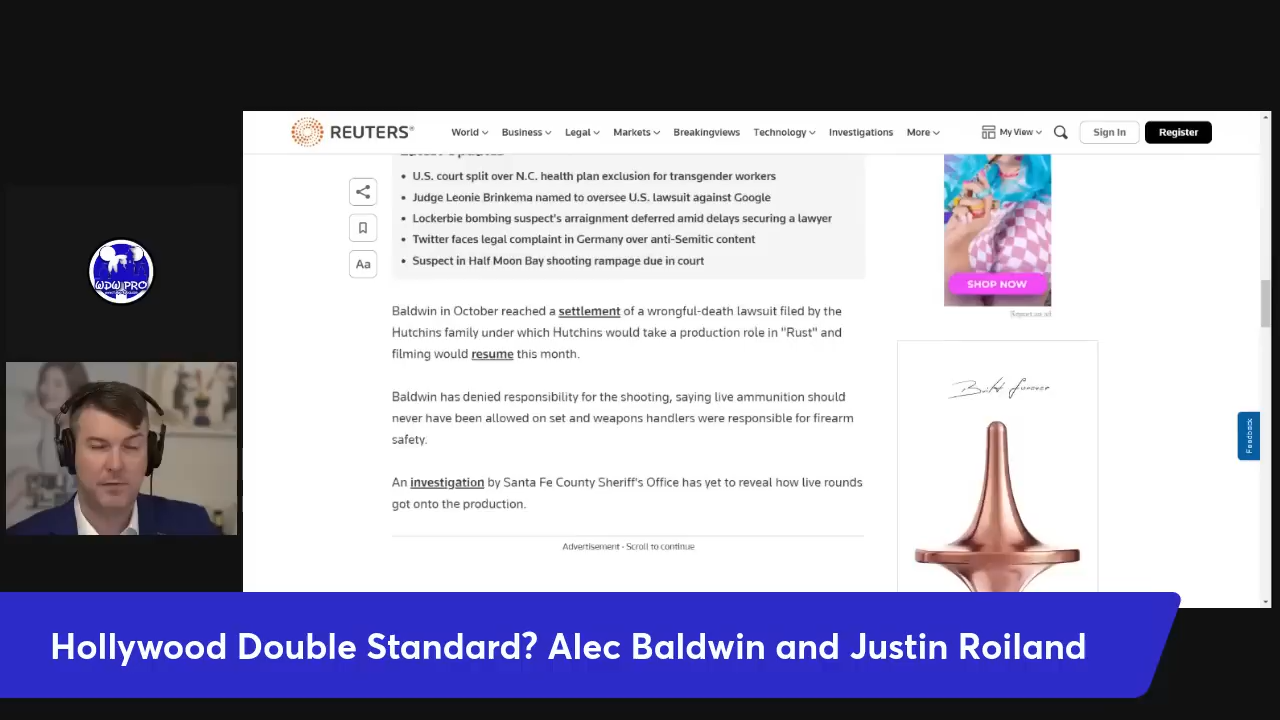 REUTERS®
World Business Legal Markets Breakingviews Technology Investigations More
My View
Sign In
Register
Latest Updates
U.S. court split over N.C. health plan exclusion for transgender workers
Judge Leonie Brinkema named to oversee U.S. lawsuit against Google
Lockerbie bombing suspect's arraignment deferred amid delays securing a lawyer
Twitter faces legal complaint in Germany over anti-Semitic content
Suspect in Half Moon Bay shooting rampage due in court
Aa
Baldwin in October reached a settlement of a wrongful-death lawsuit filed by the
Hutchins family under which Hutchins would take a production role in "Rust" and
filming would resume this month.
Baldwin has denied responsibility for the shooting, saying live ammunition should
never have been allowed on set and weapons handlers were responsible for firearm
safety.
An investigation by Santa Fe County Sheriff's Office has yet to reveal how live rounds
got onto the production.
Advertisement · Scroll to continue
SHOP NOW
Feedback
WDW PRO
Hollywood Double Standard? Alec Baldwin and Justin Roiland